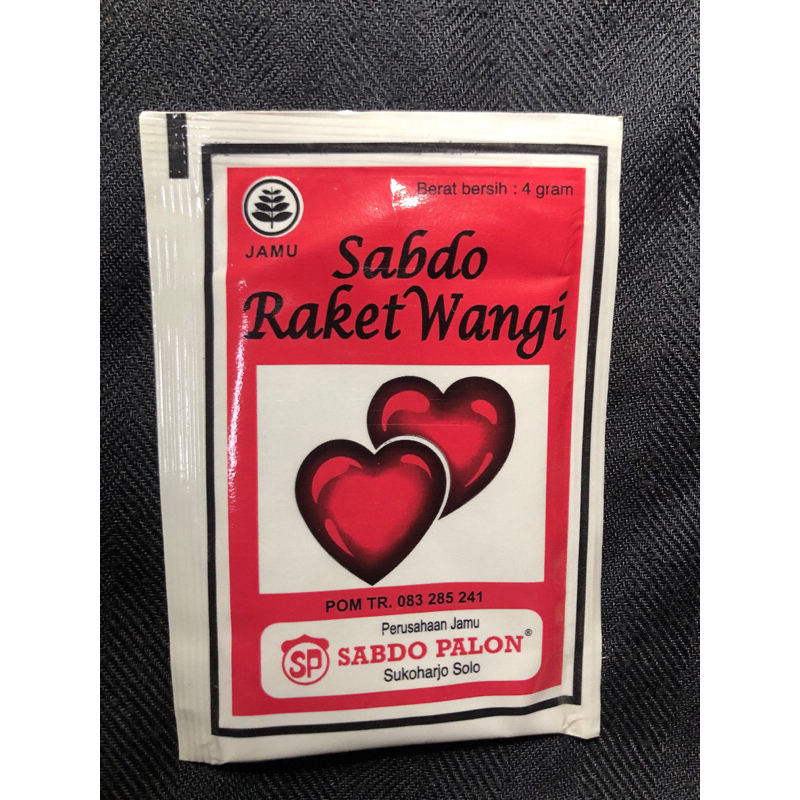 Berat bersih : 4 gram
JAMU
Sabdo
Raket Wangi
POM TR. 083 285 241
Perusahaan Jamu
SP SABDO PALON®
Sukoharjo Solo